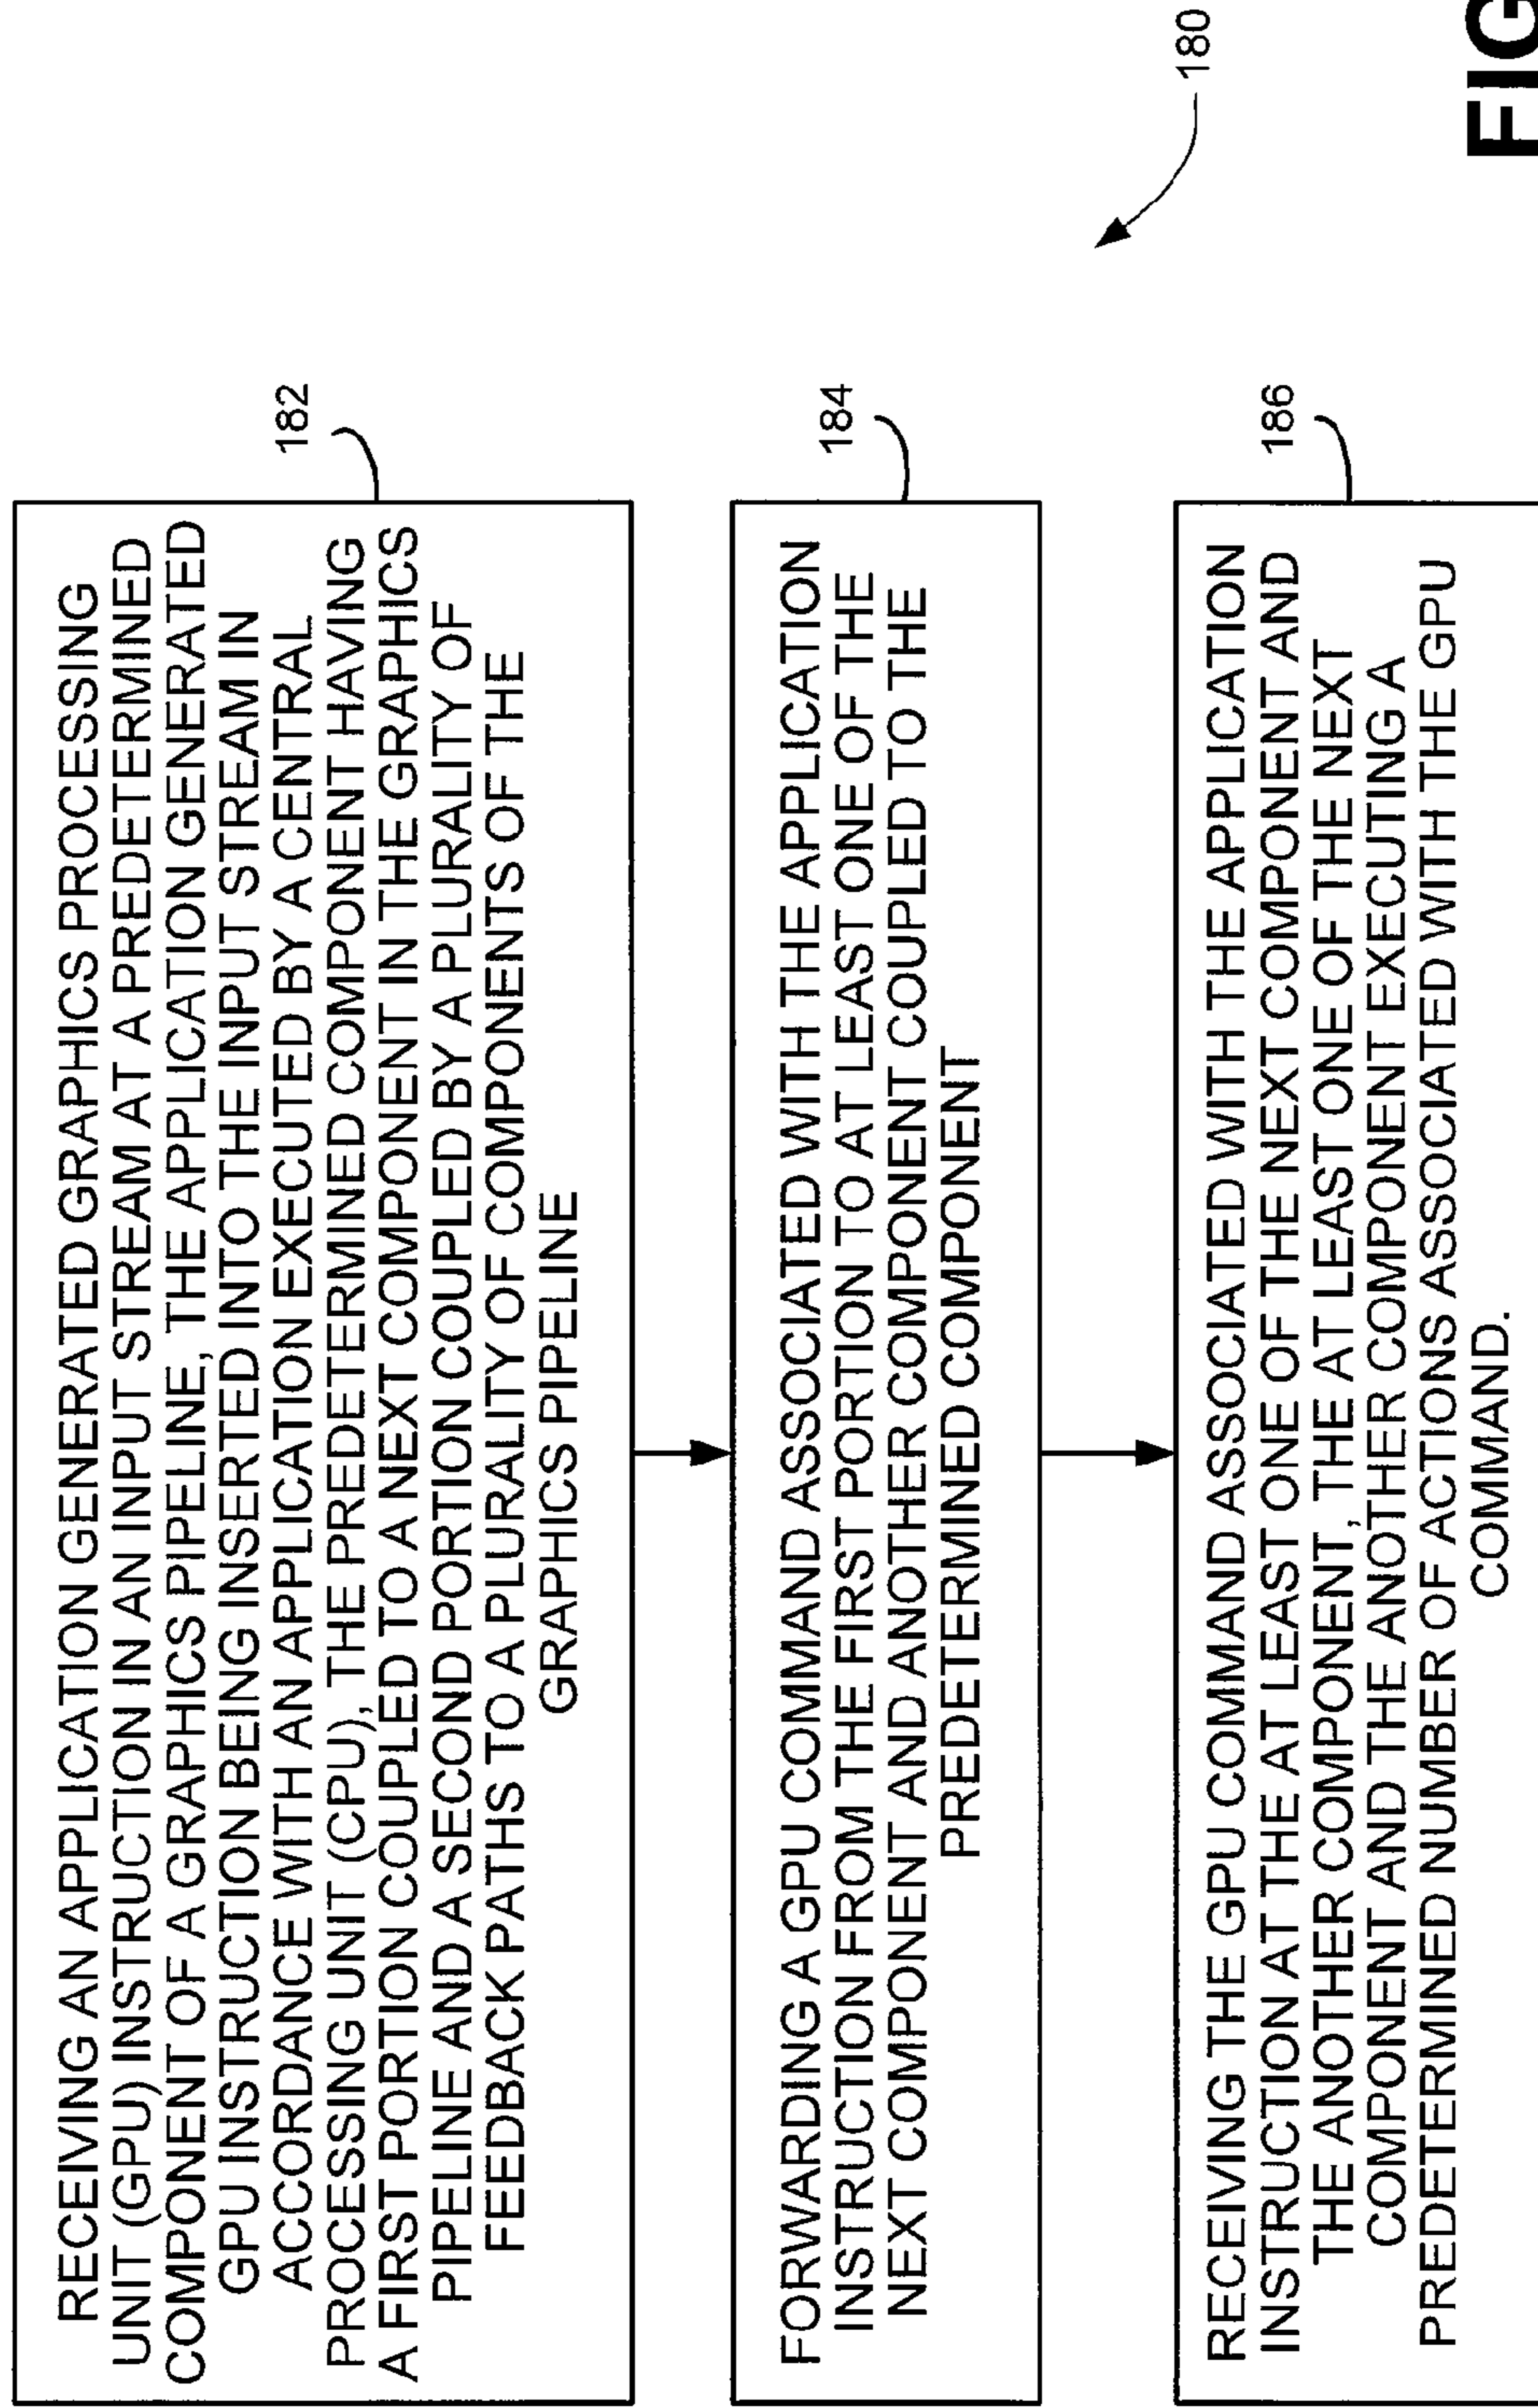 RECEIVING AN APPLICATION GENERATED GRAPHICS PROCESSING
UNIT (GPU) INSTRUCTION IN AN INPUT STREAM AT A PREDETERMINED
COMPONENT OF A GRAPHICS PIPELINE, THE APPLICATION GENERATED
GPU INSTRUCTION BEING INSERTED INTO THE INPUT STREAM IN
ACCORDANCE WITH AN APPLICATION EXECUTED BY A CENTRAL
PROCESSING UNIT (CPU), THE PREDETERMINED COMPONENT HAVING
A FIRST PORTION COUPLED TO A NEXT COMPONENT IN THE GRAPHICS
PIPELINE AND A SECOND PORTION COUPLED BY A PLURALITY OF
FEEDBACK PATHS TO A PLURALITY OF COMPONENTS OF THE
GRAPHICS PIPELINE
182
FORWARDING A GPU COMMAND ASSOCIATED WITH THE APPLICATION
INSTRUCTION FROM THE FIRST PORTION TO AT LEAST ONE OF THE
NEXT COMPONENT AND ANOTHER COMPONENT COUPLED TO THE
PREDETERMINED COMPONENT
184
RECEIVING THE GPU COMMAND ASSOCIATED WITH THE APPLICATION
INSTRUCTION AT THE AT LEAST ONE OF THE NEXT COMPONENT AND
THE ANOTHER COMPONENT, THE AT LEAST ONE OF THE NEXT
COMPONENT AND THE ANOTHER COMPONENT EXECUTING A
PREDETERMINED NUMBER OF ACTIONS ASSOCIATED WITH THE GPU
COMMAND.
186
180
FIG